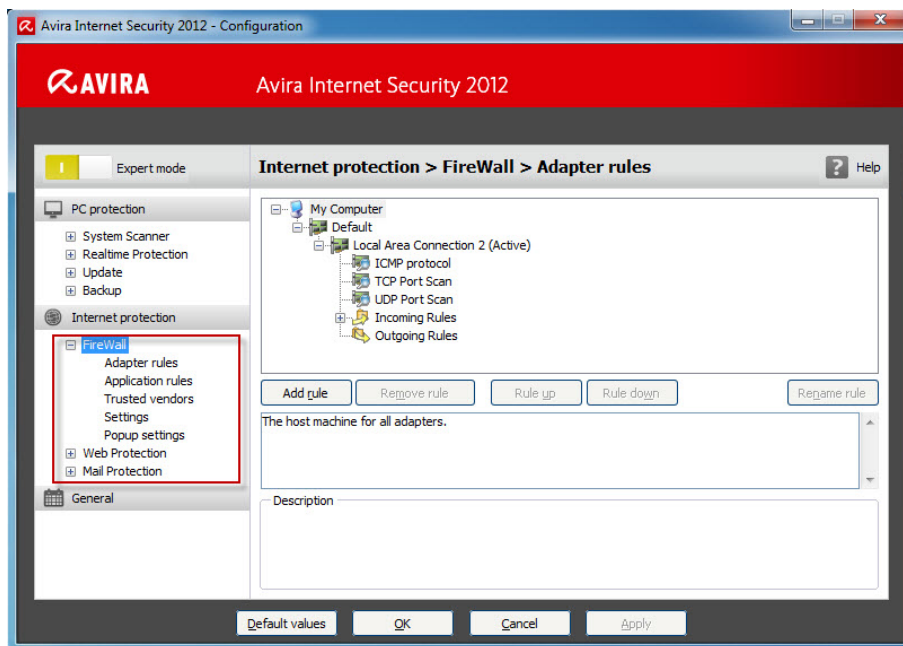 Avira Internet Security 2012 - Configuration
AVIRA
Avira Internet Security 2012
Expert mode
Internet protection > FireWall > Adapter rules
? Help
PC protection
System Scanner
Realtime Protection
Update
Backup
Internet protection
FireWall
Adapter rules
Application rules
Trusted vendors
Settings
Popup settings
Web Protection
Mail Protection
General
My Computer
Default
Local Area Connection 2 (Active)
ICMP protocol
TCP Port Scan
UDP Port Scan
Incoming Rules
Outgoing Rules
Add rule
Remove rule
Rule up
Rule down
Rename rule
The host machine for all adapters.
Description
Default values
OK
Cancel
Apply